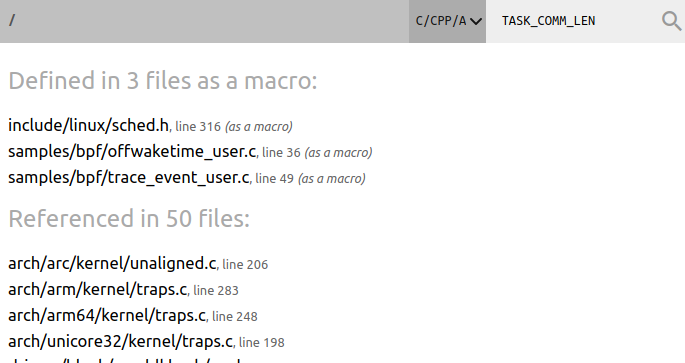 / C/CPP/A TASK_COMM_LEN
Defined in 3 files as a macro:
include/linux/sched.h, line 316 (as a macro)
samples/bpf/offwaketime_user.c, line 36 (as a macro)
samples/bpf/trace_event_user.c, line 49 (as a macro)
Referenced in 50 files:
arch/arc/kernel/unaligned.c, line 206
arch/arm/kernel/traps.c, line 283
arch/arm64/kernel/traps.c, line 248
arch/unicore32/kernel/traps.c, line 198